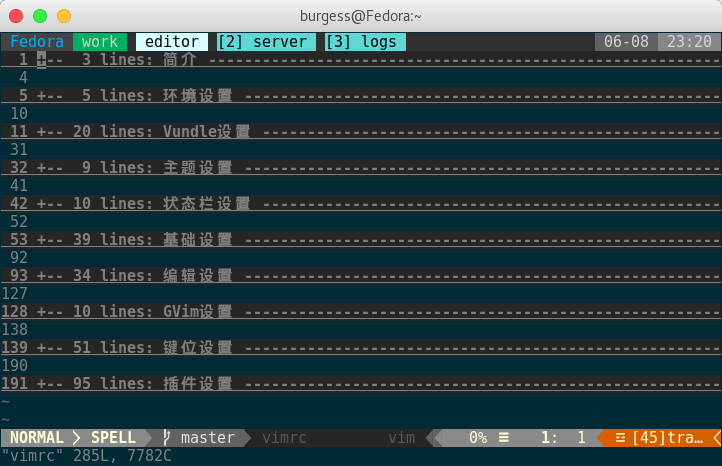 burgess@Fedora:~
Fedora work editor [2] server [3] logs 06-08 23:20
1 +-- 3 lines: 简介 ---------------------------------------------------------
4
5 +-- 5 lines: 环境设置 -----------------------------------------------------
10
11 +-- 20 lines: Vundle设置 ---------------------------------------------------
31
32 +-- 9 lines: 主题设置 -----------------------------------------------------
41
42 +-- 10 lines: 状态栏设置 ---------------------------------------------------
52
53 +-- 39 lines: 基础设置 -----------------------------------------------------
92
93 +-- 34 lines: 编辑设置 -----------------------------------------------------
127
128 +-- 10 lines: GVim设置 -----------------------------------------------------
138
139 +-- 51 lines: 键位设置 -----------------------------------------------------
190
191 +-- 95 lines: 插件设置 -----------------------------------------------------
~
~
NORMAL SPELL master vimrc vim 0% ☰ 1: 1 ☲ [45]tra…
"vimrc" 285L, 7782C